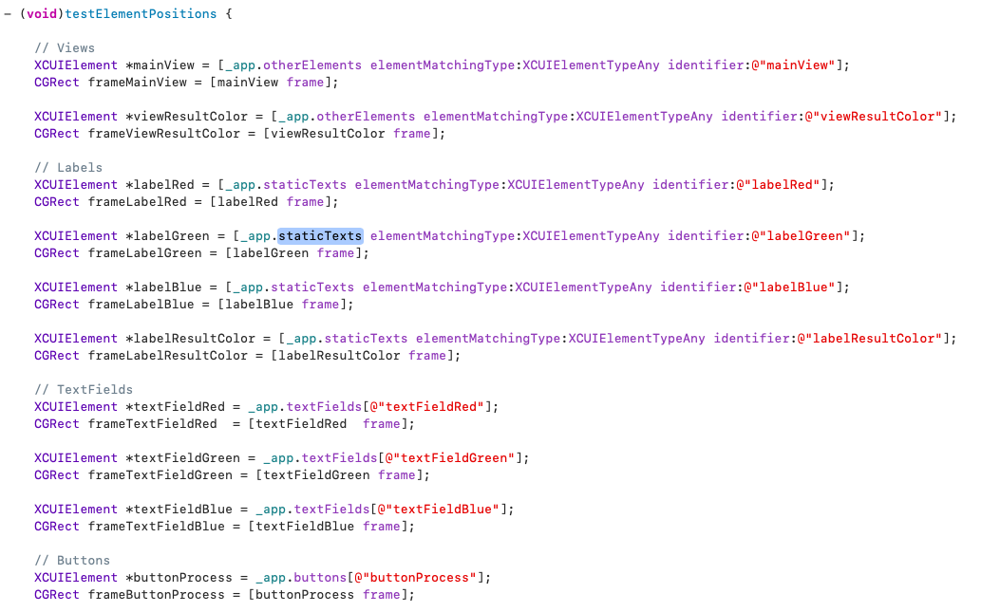 - (void)testElementPositions {
// Views
XCUIElement *mainView = [_app.otherElements elementMatchingType:XCUIElementTypeAny identifier:@"mainView"];
CGRect frameMainView = [mainView frame];
XCUIElement *viewResultColor = [_app.otherElements elementMatchingType:XCUIElementTypeAny identifier:@"viewResultColor"];
CGRect frameViewResultColor = [viewResultColor frame];
// Labels
XCUIElement *labelRed = [_app.staticTexts elementMatchingType:XCUIElementTypeAny identifier:@"labelRed"];
CGRect frameLabelRed = [labelRed frame];
XCUIElement *labelGreen = [_app.staticTexts elementMatchingType:XCUIElementTypeAny identifier:@"labelGreen"];
CGRect frameLabelGreen = [labelGreen frame];
XCUIElement *labelBlue = [_app.staticTexts elementMatchingType:XCUIElementTypeAny identifier:@"labelBlue"];
CGRect frameLabelBlue = [labelBlue frame];
XCUIElement *labelResultColor = [_app.staticTexts elementMatchingType:XCUIElementTypeAny identifier:@"labelResultColor"];
CGRect frameLabelResultColor = [labelResultColor frame];
// TextFields
XCUIElement *textFieldRed = _app.textFields[@"textFieldRed"];
CGRect frameTextFieldRed  = [textFieldRed  frame];
XCUIElement *textFieldGreen = _app.textFields[@"textFieldGreen"];
CGRect frameTextFieldGreen = [textFieldGreen frame];
XCUIElement *textFieldBlue = _app.textFields[@"textFieldBlue"];
CGRect frameTextFieldBlue = [textFieldBlue frame];
// Buttons
XCUIElement *buttonProcess = _app.buttons[@"buttonProcess"];
CGRect frameButtonProcess = [buttonProcess frame];